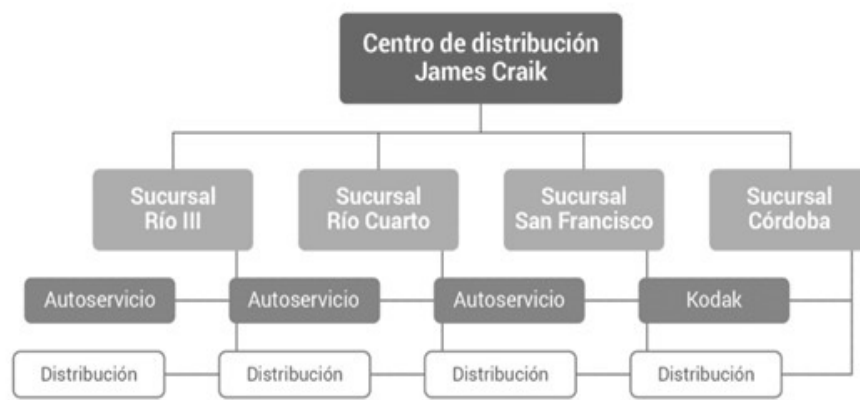 Centro de distribución
James Craik
Sucursal
Río III
Sucursal
Río Cuarto
Sucursal
San Francisco
Sucursal
Córdoba
Autoservicio
Autoservicio
Autoservicio
Kodak
Distribución
Distribución
Distribución
Distribución